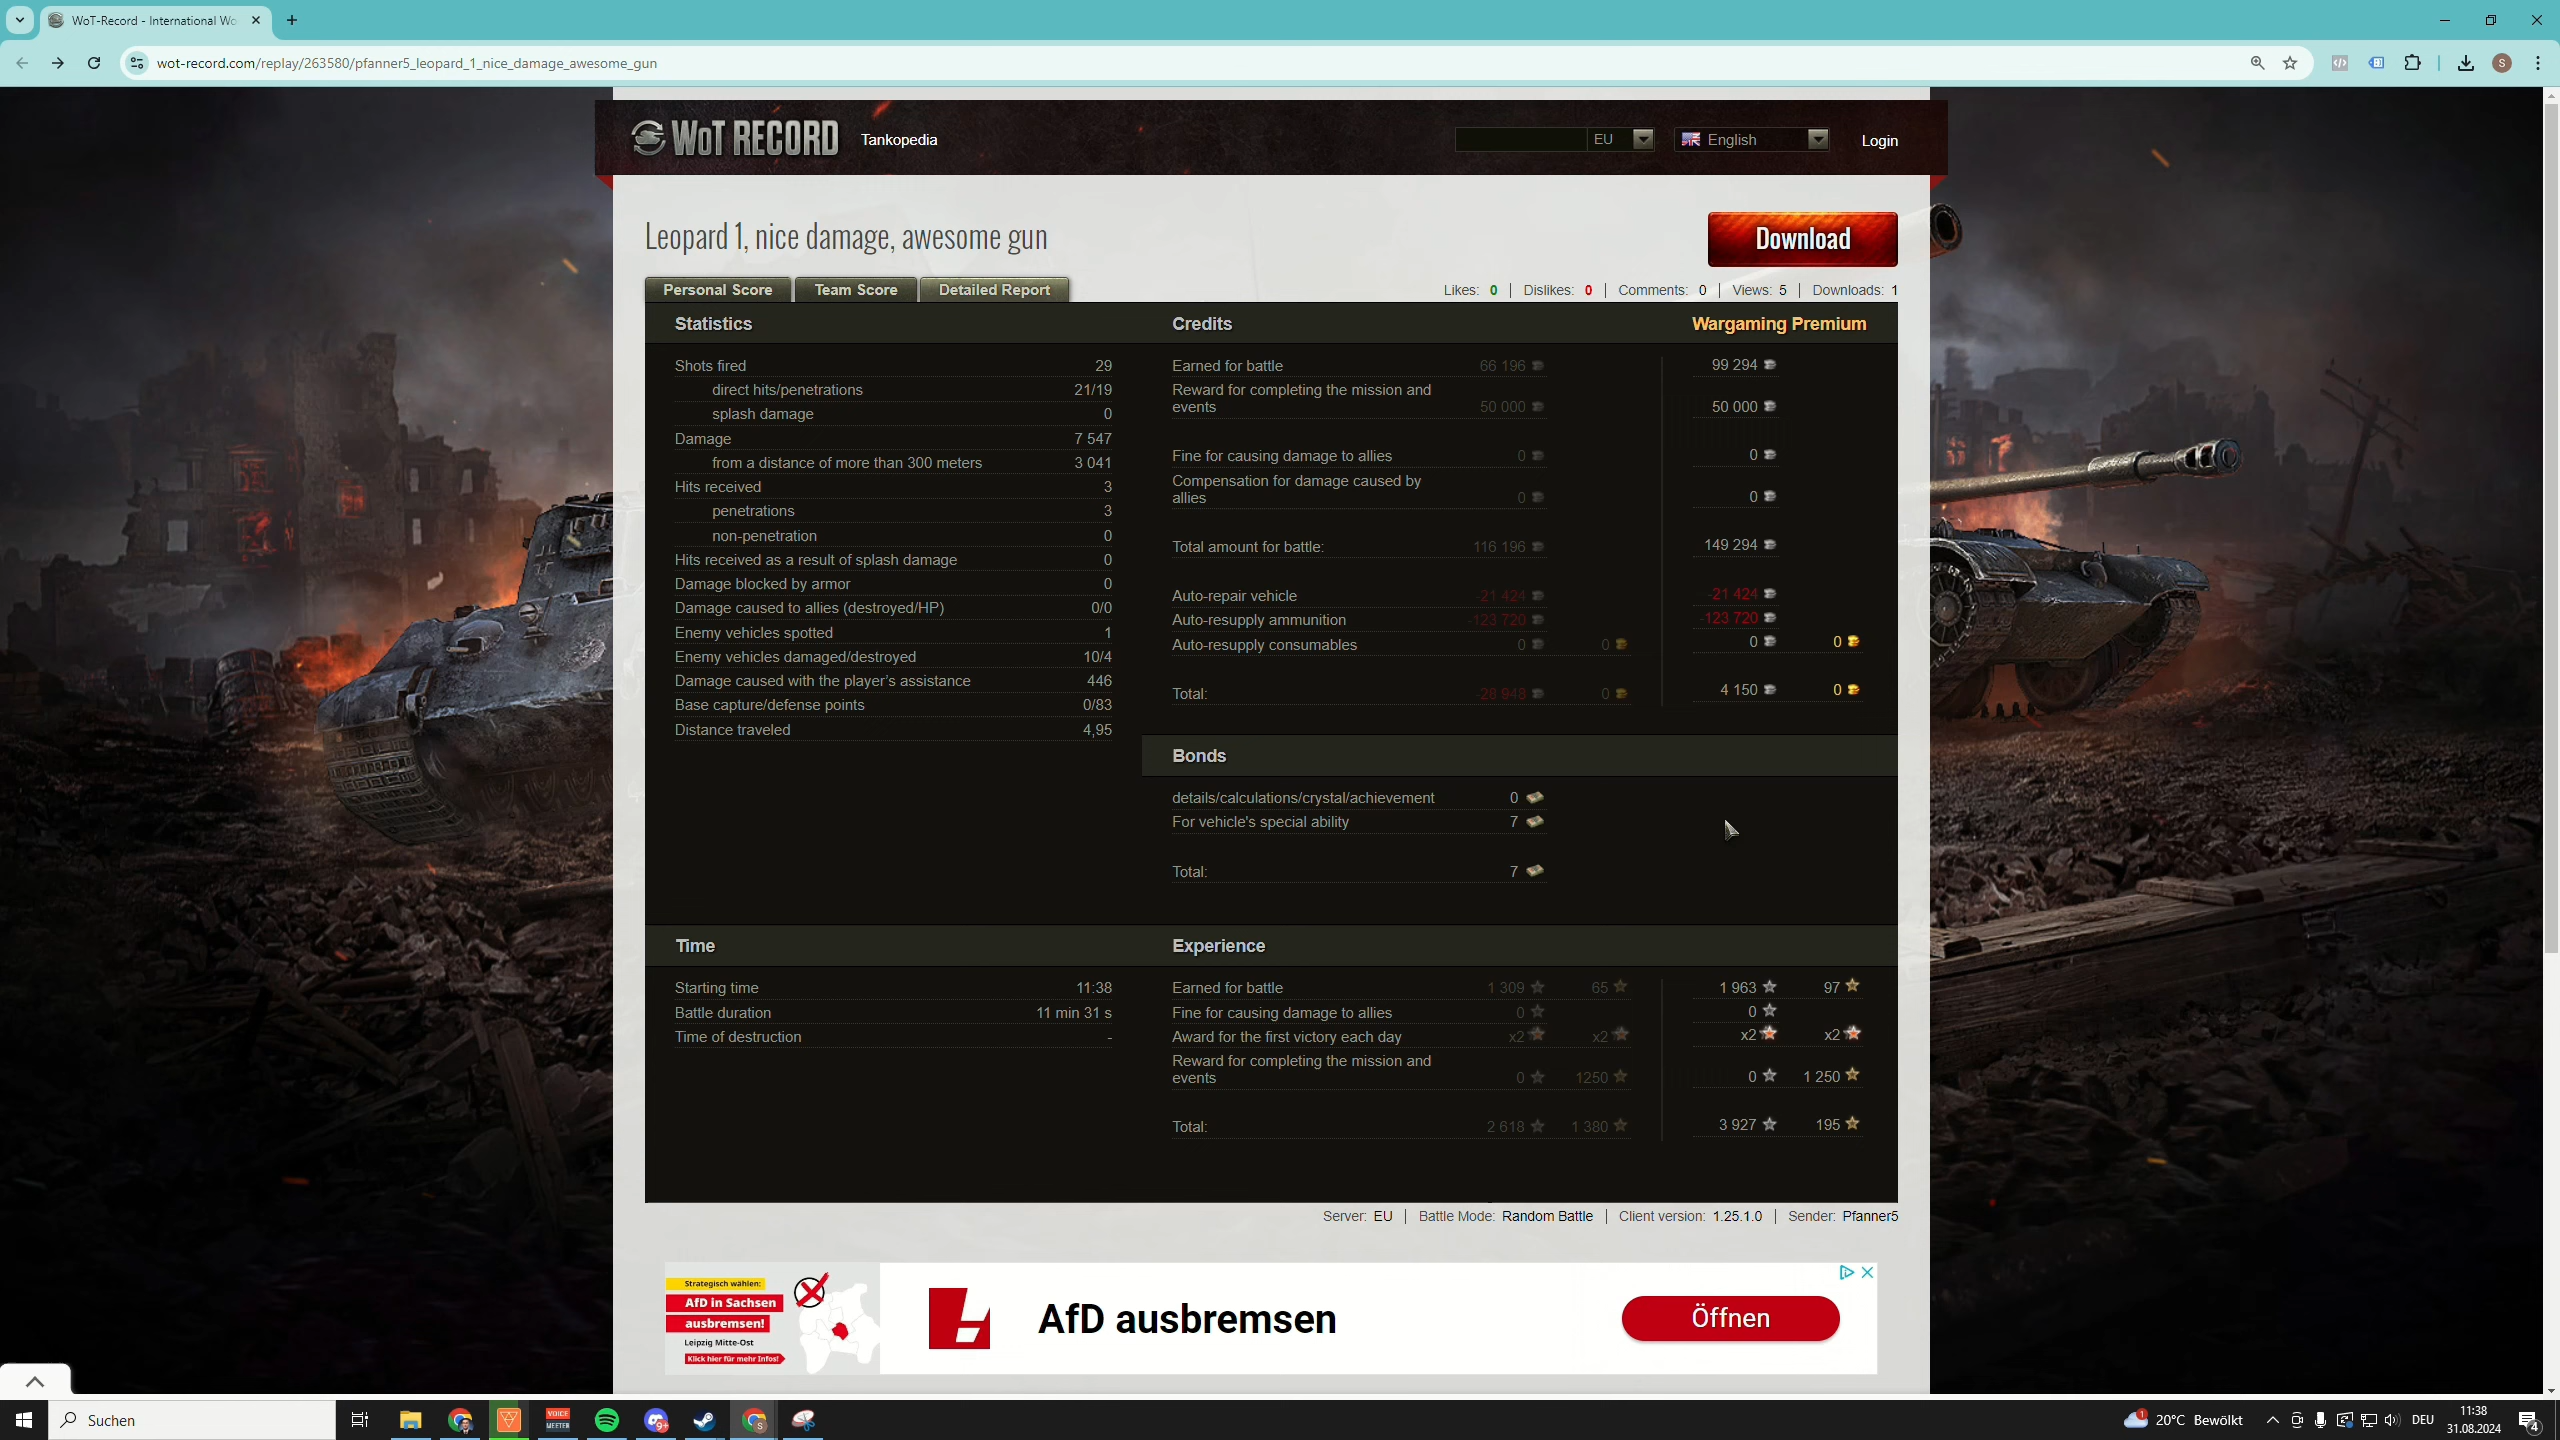 WoT-Record - International Wo
wot-record.com/replay/263580/pfanner5_leopard_1_nice_damage_awesome_gun
S
WoT RECORD
Tankopedia
EU
English
Login
Leopard 1, nice damage, awesome gun
Download
Personal Score
Team Score
Detailed Report
Likes: 0 | Dislikes: 0 | Comments: 0 | Views: 5 | Downloads: 1
Statistics
Shots fired 29
direct hits/penetrations 21/19
splash damage 0
Damage 7 547
from a distance of more than 300 meters 3 041
Hits received 3
penetrations 3
non-penetration 0
Hits received as a result of splash damage 0
Damage blocked by armor 0
Damage caused to allies (destroyed/HP) 0/0
Enemy vehicles spotted 1
Enemy vehicles damaged/destroyed 10/4
Damage caused with the player's assistance 446
Base capture/defense points 0/83
Distance traveled 4,95
Credits Wargaming Premium
Earned for battle 66 196 99 294
Reward for completing the mission and
events 50 000 50 000
Fine for causing damage to allies 0 0
Compensation for damage caused by
allies 0 0
Total amount for battle: 116 196 149 294
Auto-repair vehicle -21 424 -21 424
Auto-resupply ammunition -123 720 -123 720
Auto-resupply consumables 0 0 0 0
Total: -28 948 0 4 150 0
Bonds
details/calculations/crystal/achievement 0
For vehicle's special ability 7
Total: 7
Time
Starting time 11:38
Battle duration 11 min 31 s
Time of destruction -
Experience
Earned for battle 1 309 65 1 963 97
Fine for causing damage to allies 0 0
Award for the first victory each day x2 x2 x2 x2
Reward for completing the mission and
events 0 1250 0 1 250
Total: 2 618 1 380 3 927 195
Server: EU | Battle Mode: Random Battle | Client version: 1.25.1.0 | Sender: Pfanner5
Strategisch wählen:
AfD in Sachsen
ausbremsen!
Leipzig Mitte-Ost
Klick hier für mehr Infos!
AfD ausbremsen
Öffnen
Suchen
VOICE
MEETER
9+
S
1
20°C Bewölkt
DEU
11:38
31.08.2024
4